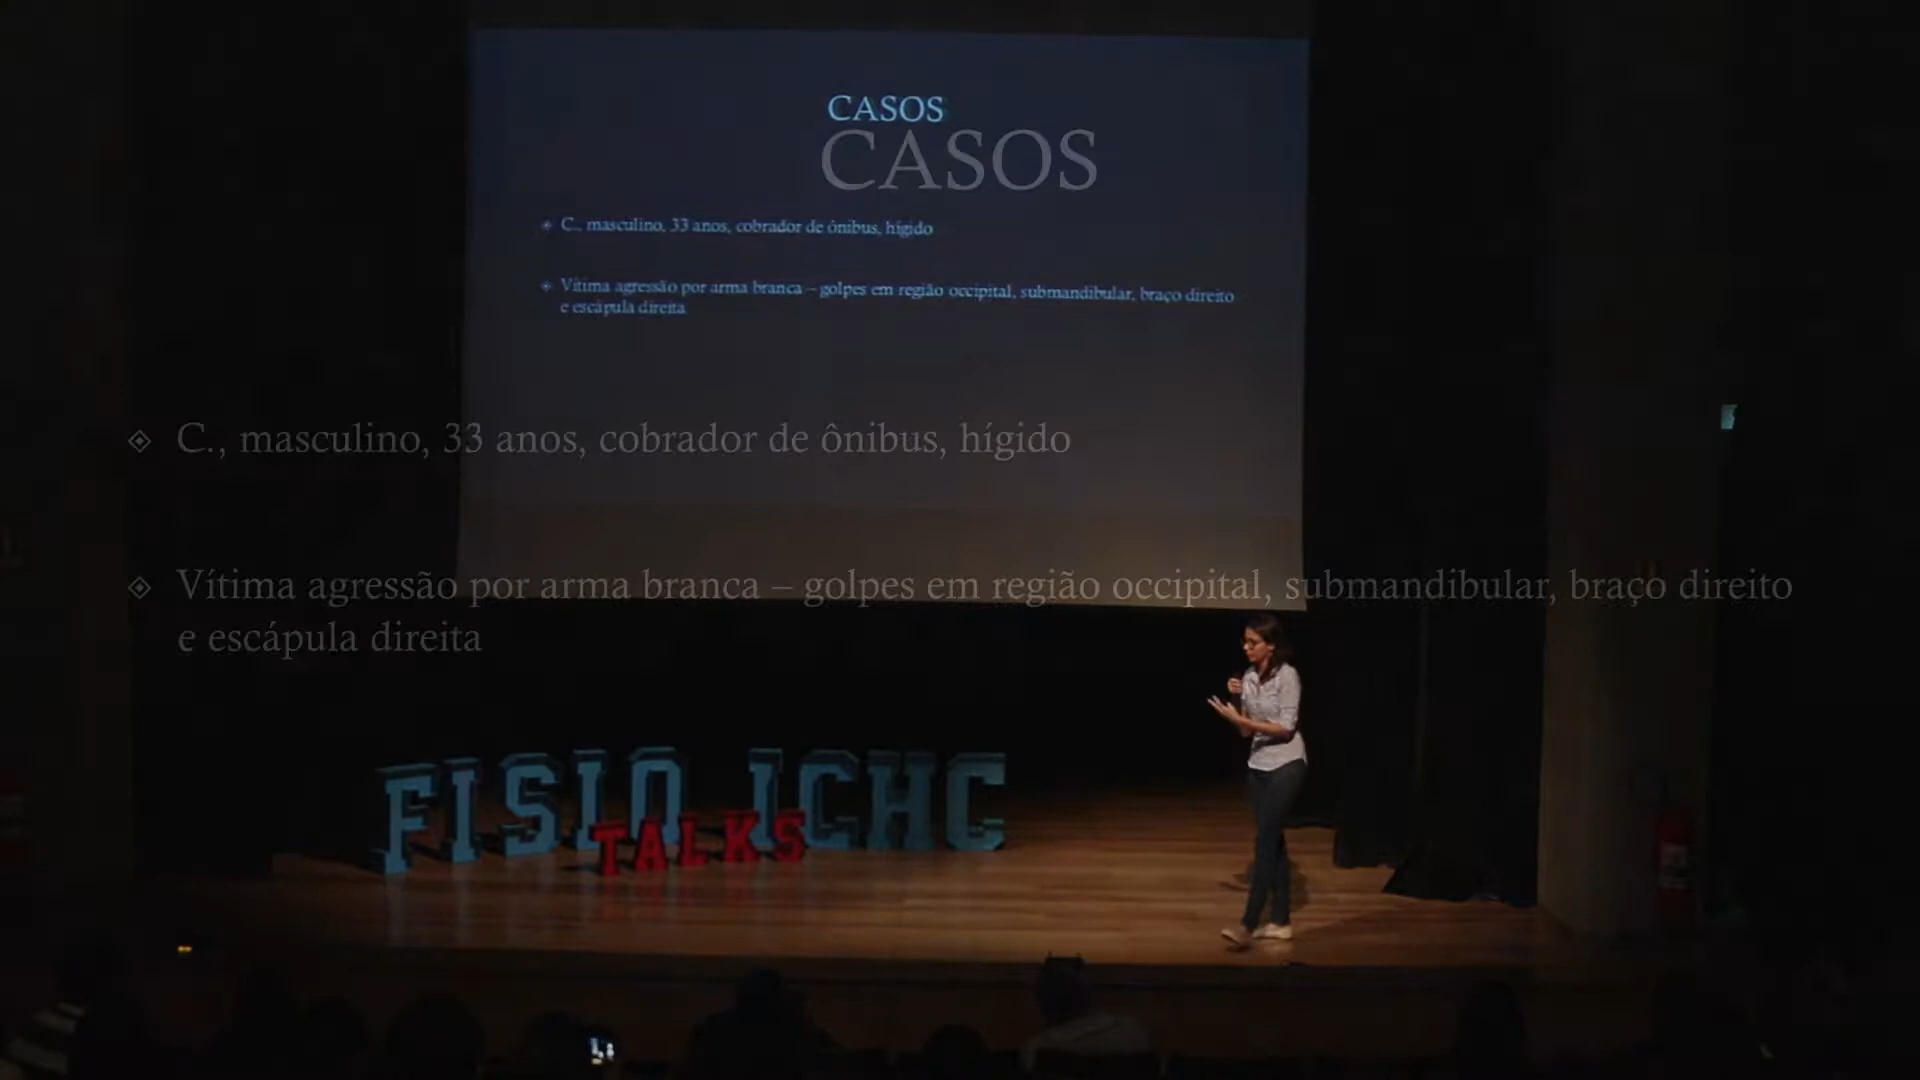 CASOS
C., masculino, 33 anos, cobrador de ônibus, hígido
Vítima agressão por arma branca – golpes em região occipital, submandibular, braço direito
e escápula direita
CASOS
C., masculino, 33 anos, cobrador de ônibus, hígido
Vítima agressão por arma branca – golpes em região occipital, submandibular, braço direito
e escápula direita
FISIO ICHC
TALKS